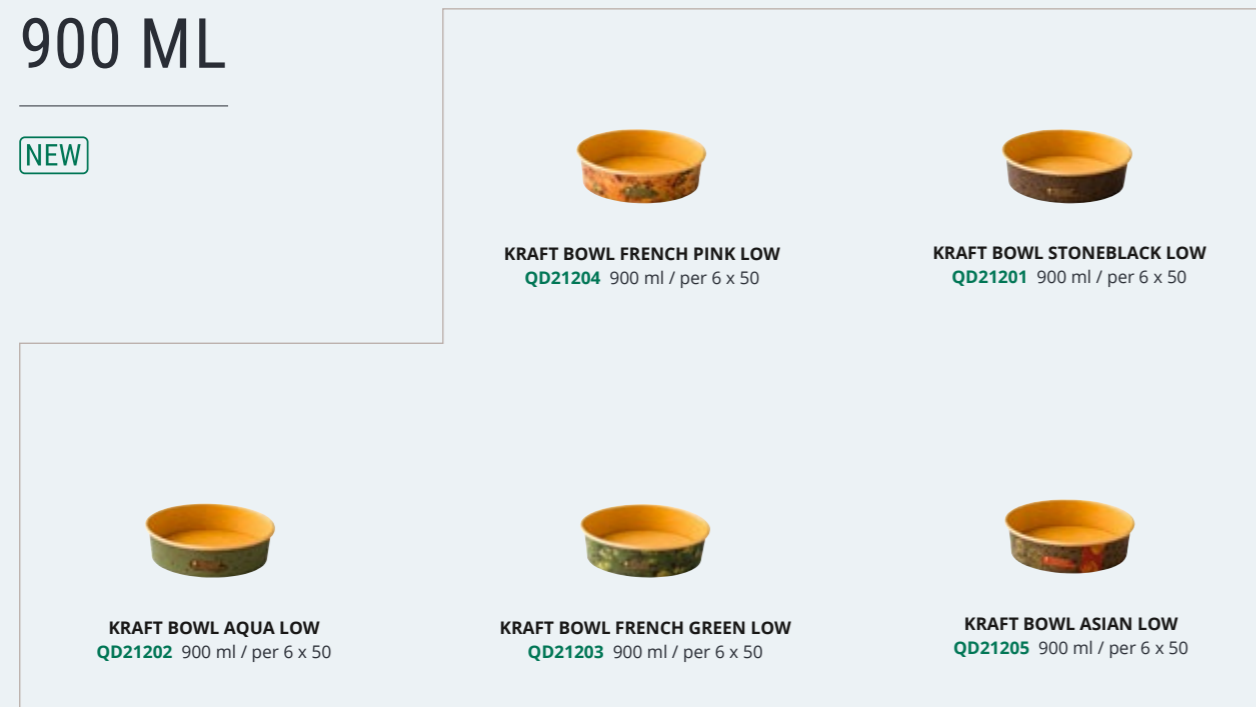 900 ML
NEW
KRAFT BOWL FRENCH PINK LOW
QD21204 900 ml / per 6 x 50
KRAFT BOWL STONEBLACK LOW
QD21201 900 ml / per 6 x 50
KRAFT BOWL AQUA LOW
QD21202 900 ml / per 6 x 50
KRAFT BOWL FRENCH GREEN LOW
QD21203 900 ml / per 6 x 50
KRAFT BOWL ASIAN LOW
QD21205 900 ml / per 6 x 50